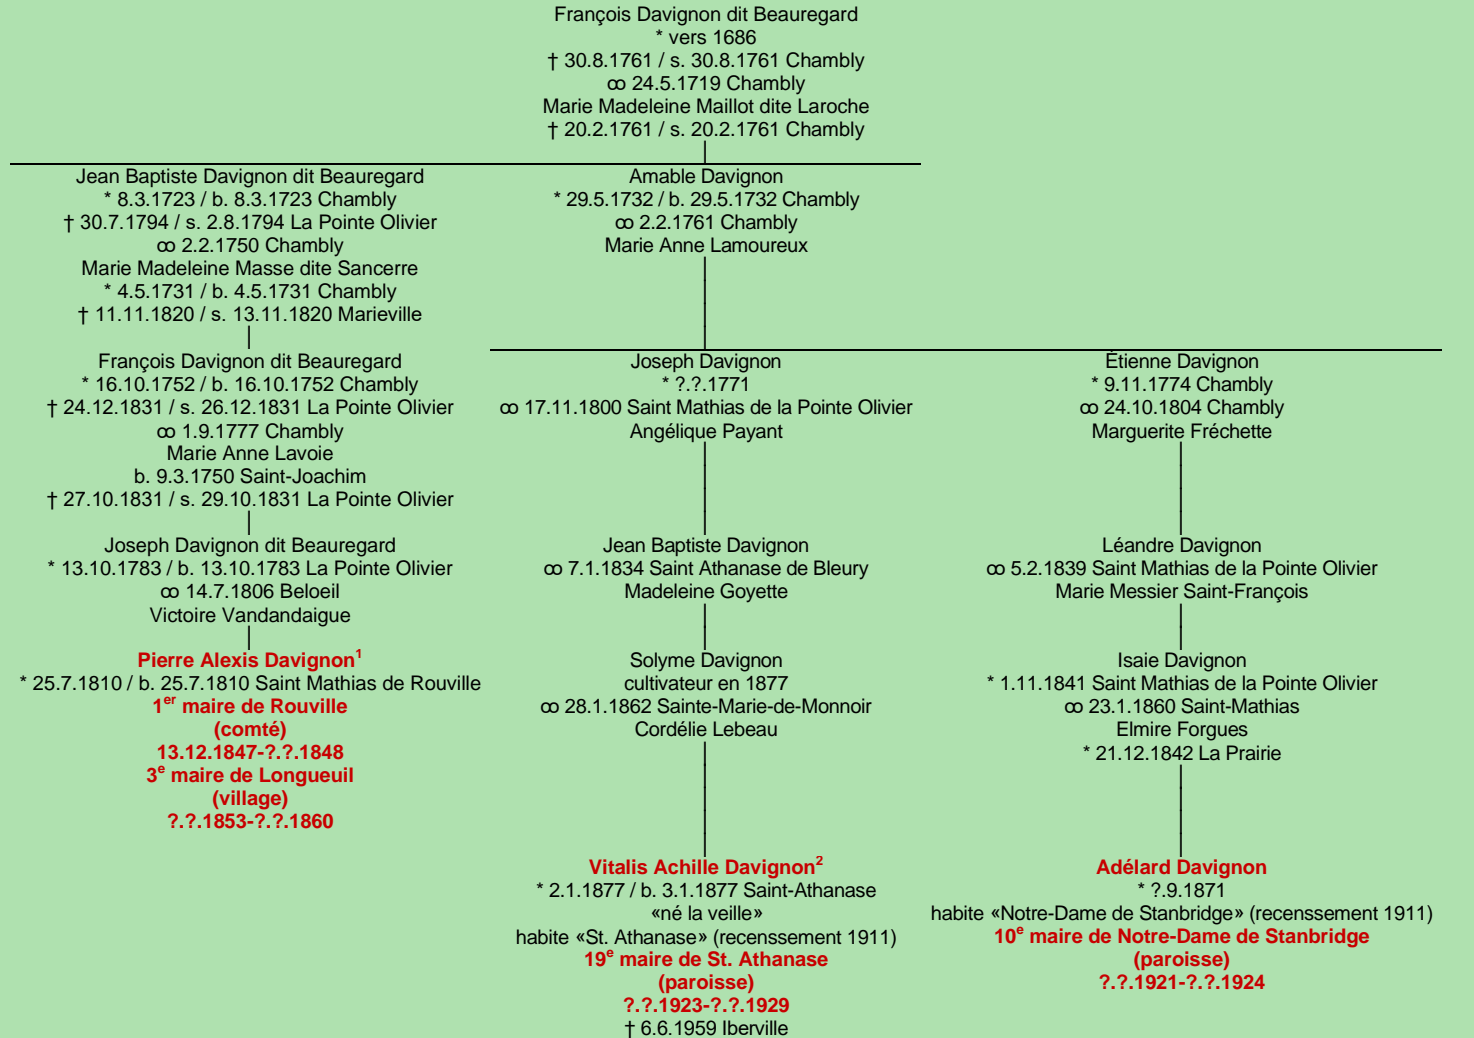 François Davignon dit Beauregard
* vers 1686
† 30.8.1761 / s. 30.8.1761 Chambly
ꝏ 24.5.1719 Chambly
Marie Madeleine Maillot dite Laroche
† 20.2.1761 / s. 20.2.1761 Chambly
Jean Baptiste Davignon dit Beauregard
* 8.3.1723 / b. 8.3.1723 Chambly
† 30.7.1794 / s. 2.8.1794 La Pointe Olivier
ꝏ 2.2.1750 Chambly
Marie Madeleine Masse dite Sancerre
* 4.5.1731 / b. 4.5.1731 Chambly
† 11.11.1820 / s. 13.11.1820 Marieville
Amable Davignon
* 29.5.1732 / b. 29.5.1732 Chambly
ꝏ 2.2.1761 Chambly
Marie Anne Lamoureux
François Davignon dit Beauregard
* 16.10.1752 / b. 16.10.1752 Chambly
† 24.12.1831 / s. 26.12.1831 La Pointe Olivier
ꝏ 1.9.1777 Chambly
Marie Anne Lavoie
b. 9.3.1750 Saint-Joachim
† 27.10.1831 / s. 29.10.1831 La Pointe Olivier
Joseph Davignon
* ?.?.1771
ꝏ 17.11.1800 Saint Mathias de la Pointe Olivier
Angélique Payant
Étienne Davignon
* 9.11.1774 Chambly
ꝏ 24.10.1804 Chambly
Marguerite Fréchette
Joseph Davignon dit Beauregard
* 13.10.1783 / b. 13.10.1783 La Pointe Olivier
ꝏ 14.7.1806 Beloeil
Victoire Vandandaigue
Jean Baptiste Davignon
ꝏ 7.1.1834 Saint Athanase de Bleury
Madeleine Goyette
Léandre Davignon
ꝏ 5.2.1839 Saint Mathias de la Pointe Olivier
Marie Messier Saint-François
Pierre Alexis Davignon¹
* 25.7.1810 / b. 25.7.1810 Saint Mathias de Rouville
1er maire de Rouville
(comté)
13.12.1847-?.?.1848
3e maire de Longueuil
(village)
?.?.1853-?.?.1860
Solyme Davignon
cultivateur en 1877
ꝏ 28.1.1862 Sainte-Marie-de-Monnoir
Cordélie Lebeau
Isaie Davignon
* 1.11.1841 Saint Mathias de la Pointe Olivier
ꝏ 23.1.1860 Saint-Mathias
Elmire Forgues
* 21.12.1842 La Prairie
Vitalis Achille Davignon²
* 2.1.1877 / b. 3.1.1877 Saint-Athanase
«né la veille»
habite «St. Athanase» (recenssement 1911)
19e maire de St. Athanase
(paroisse)
?.?.1923-?.?.1929
† 6.6.1959 Iberville
Adélard Davignon
* ?.9.1871
habite «Notre-Dame de Stanbridge» (recenssement 1911)
10e maire de Notre-Dame de Stanbridge
(paroisse)
?.?.1921-?.?.1924